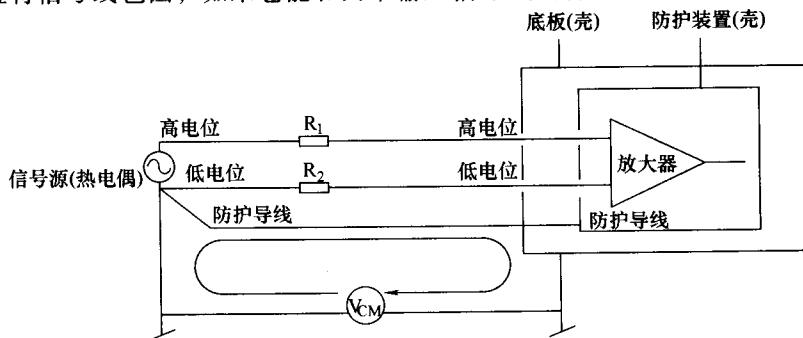 底板(壳) 防护装置(壳)
高电位 R1 高电位
信号源(热电偶) 低电位 R2 低电位 放大器
防护导线 防护导线
VCM